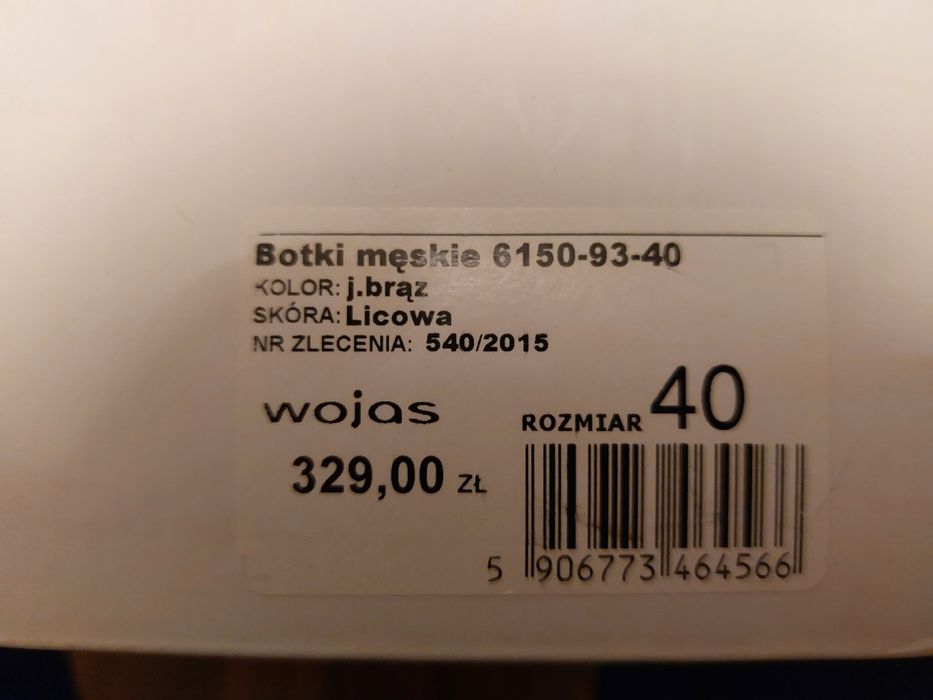 Botki męskie 6150-93-40
KOLOR: j.brąz
SKÓRA: Licowa
NR ZLECENIA: 540/2015
wojas
ROZMIAR 40
329,00 ZŁ
5 906773 464566